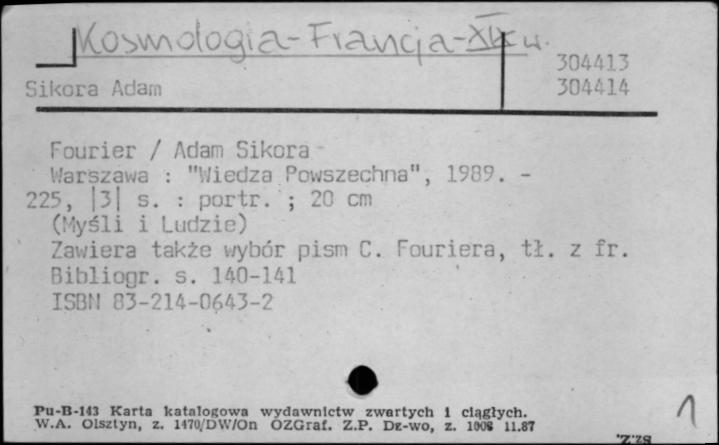 Kosmologia - Francja - XIX w.
304413
Sikora Adam
304414
Fourier / Adam Sikora
Warszawa : "Wiedza Powszechna", 1989. -
225, |3| s. : portr. ; 20 cm
(Myśli i Ludzie)
Zawiera także wybór pism C. Fouriera, tł. z fr.
Bibliogr. s. 140-141
ISBN 83-214-0643-2
Pu-B-143 Karta katalogowa wydawnictw zwartych i ciągłych.
W.A. Olsztyn, z. 1470/DW/On OZGraf. Z.P. Dz-wo, z. 1008 11.87
1